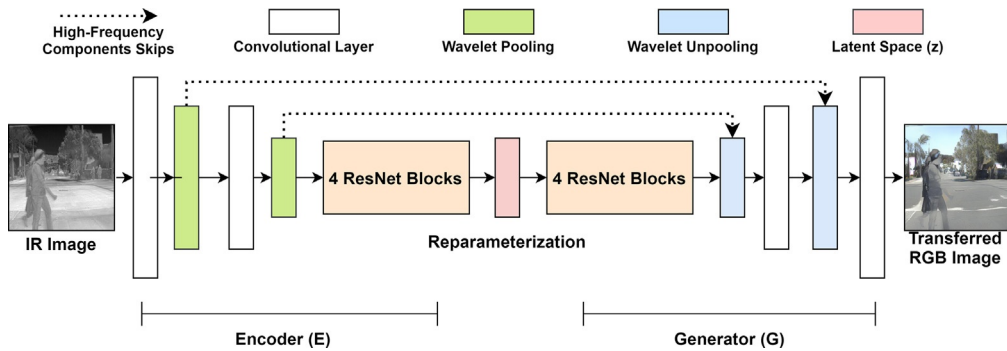 High-Frequency
Components Skips
Convolutional Layer
Wavelet Pooling
Wavelet Unpooling
Latent Space (z)
4 ResNet Blocks
4 ResNet Blocks
IR Image
Reparameterization
Transferred
RGB Image
Encoder (E)
Generator (G)